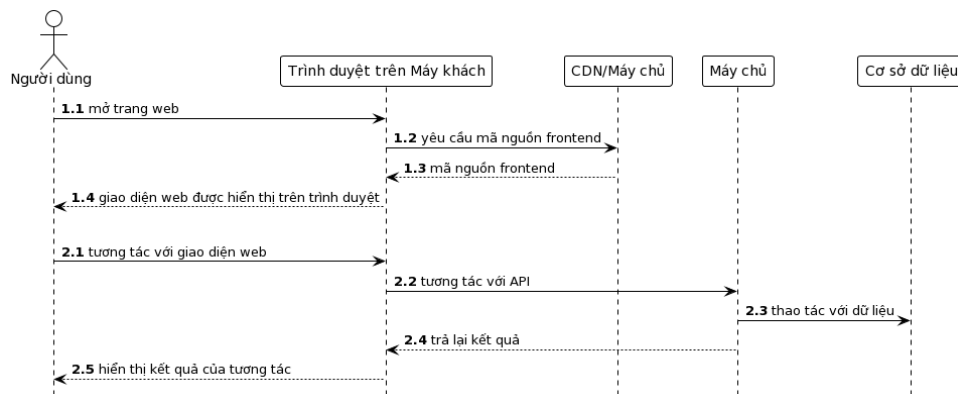 Người dùng
Trình duyệt trên Máy khách
CDN/Máy chủ
Máy chủ
Cơ sở dữ liệu
1.1 mở trang web
1.2 yêu cầu mã nguồn frontend
1.3 mã nguồn frontend
1.4 giao diện web được hiển thị trên trình duyệt
2.1 tương tác với giao diện web
2.2 tương tác với API
2.3 thao tác với dữ liệu
2.4 trả lại kết quả
2.5 hiển thị kết quả của tương tác